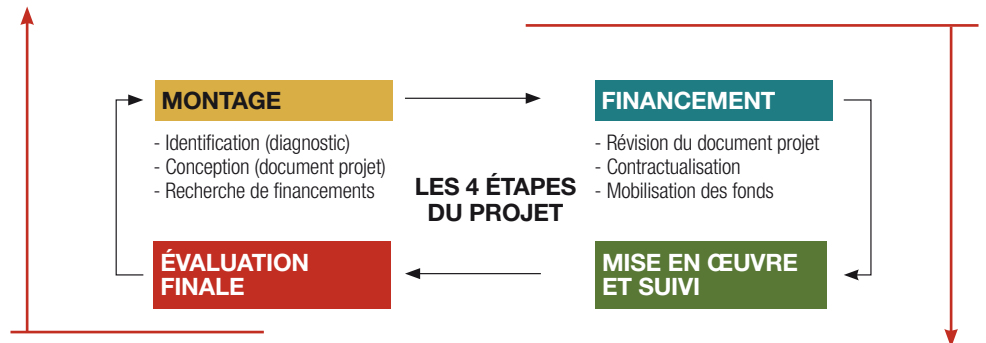 MONTAGE
- Identification (diagnostic)
- Conception (document projet)
- Recherche de financements
FINANCEMENT
- Révision du document projet
- Contractualisation
- Mobilisation des fonds
LES 4 ÉTAPES
DU PROJET
ÉVALUATION
FINALE
MISE EN ŒUVRE
ET SUIVI